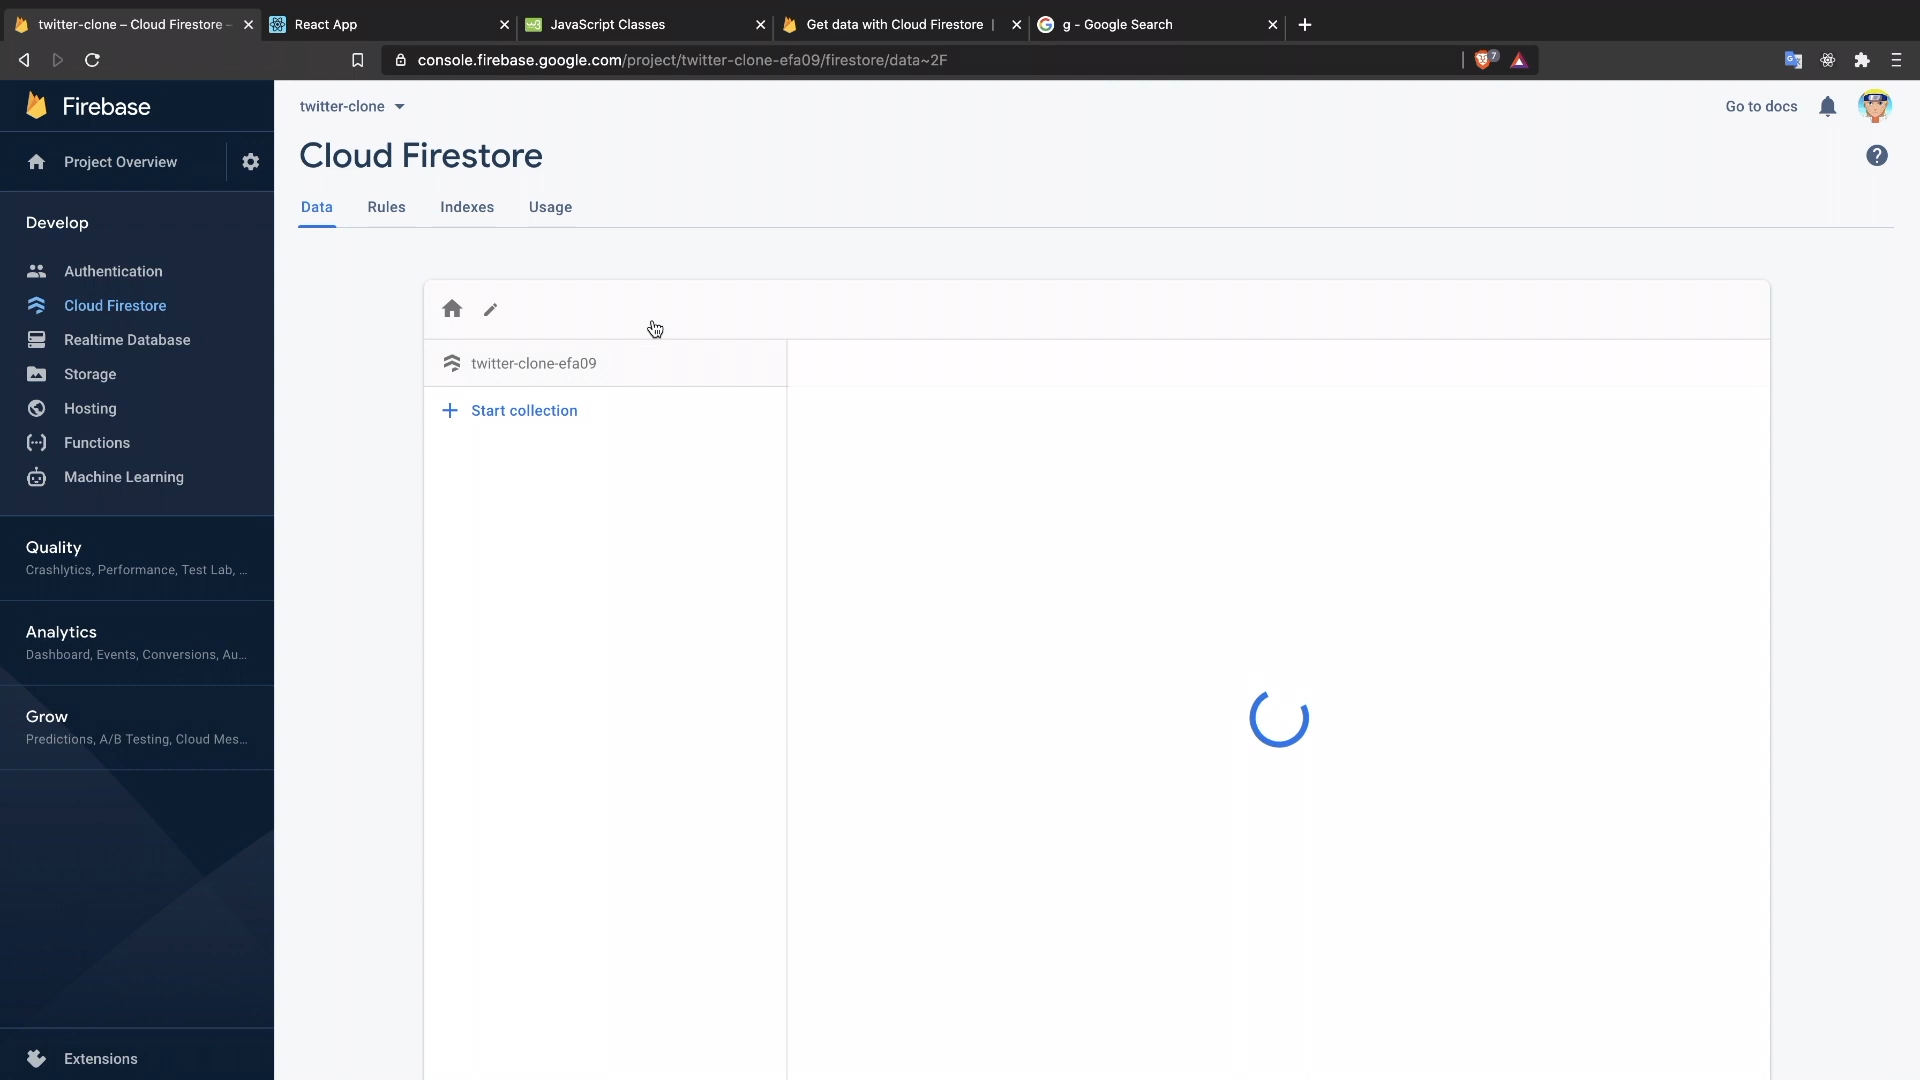 twitter-clone – Cloud Firestore –
React App
JavaScript Classes
Get data with Cloud Firestore |
g - Google Search
console.firebase.google.com/project/twitter-clone-efa09/firestore/data~2F
7
Firebase
twitter-clone
Go to docs
Project Overview
Cloud Firestore
Data
Rules
Indexes
Usage
Develop
Authentication
Cloud Firestore
Realtime Database
Storage
Hosting
Functions
Machine Learning
twitter-clone-efa09
Start collection
Quality
Crashlytics, Performance, Test Lab, ...
Analytics
Dashboard, Events, Conversions, Au...
Grow
Predictions, A/B Testing, Cloud Mes...
Extensions